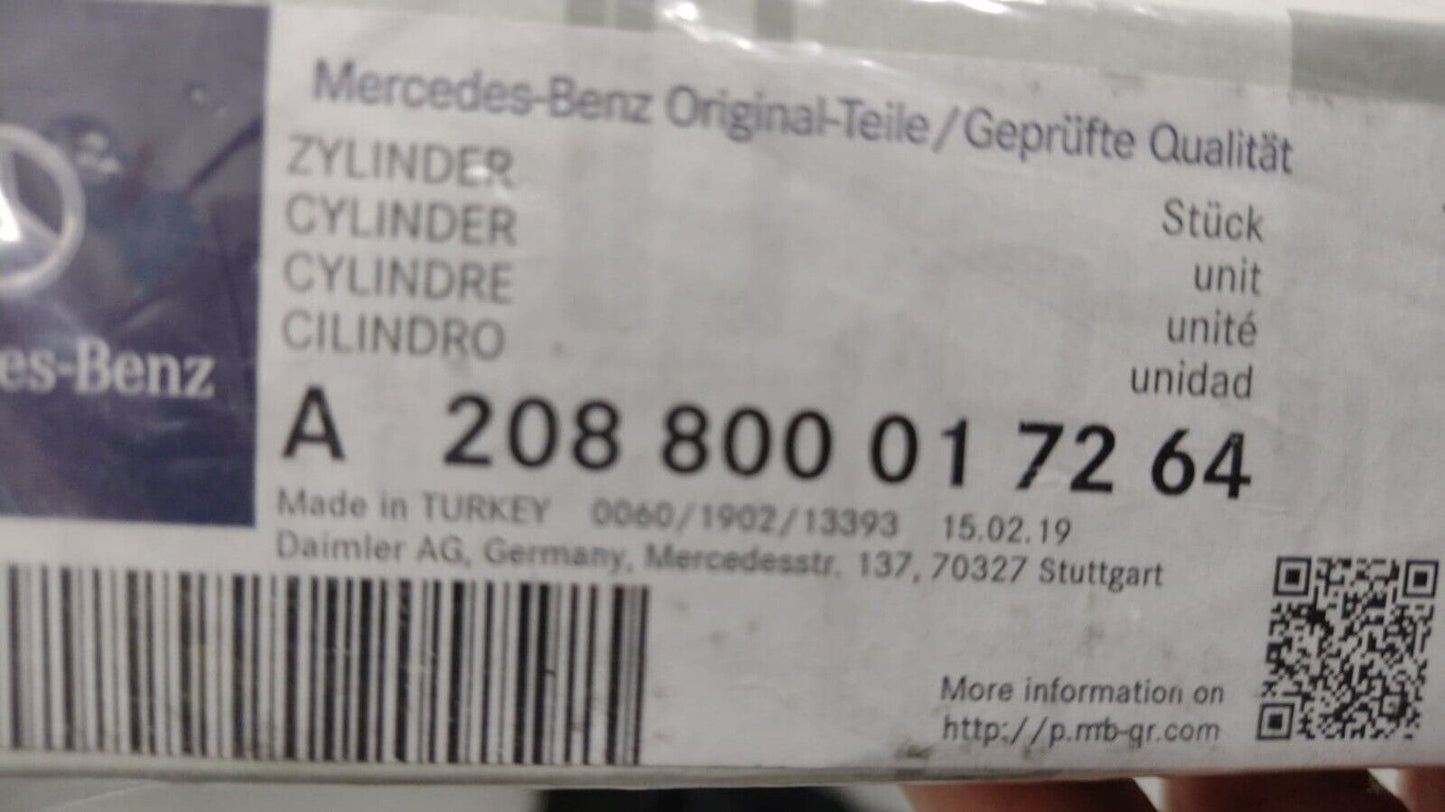 es-Benz
Mercedes-Benz Original-Teile/Geprüfte Qualität
ZYLINDER
CYLINDER
CYLINDRE
CILINDRO
Stück
unit
unité
unidad
A 208 800 01 72 64
Made in TURKEY 0060/1902/13393 15.02.19
Daimler AG, Germany, Mercedesstr. 137, 70327 Stuttgart
More information on
http://p.mb-qr.com